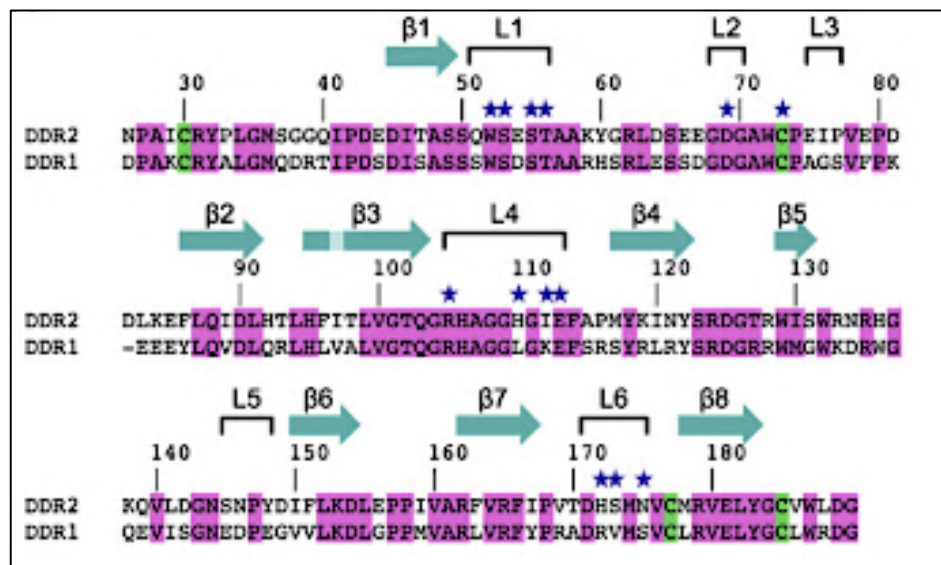 β1 L1 L2 L3
30 40 50 60 70 80
DDR2 NPAICRYPLGMSGGQIPDEDITASSQWSESTAAKYGRLDSEEGDGAWCPEIPVEPD
DDR1 DPAKCRYALGMQDRTIPDSDISASSSWSDSTAARHSRLESSDGDGAWCPAGSVFPK
β2 β3 L4 β4 β5
90 100 110 120 130
DDR2 DLKEFLQIDLHTLHFITLVGTQGRHAGGHGIEFAPMYKINYSRDGTRWISWRNRHG
DDR1 -EEEYLQVDLQRLHLVALVGTQGRHAGGLGKEFSRSYRLRYSRDGRRWMGWKDRWG
L5 β6 β7 L6 β8
140 150 160 170 180
DDR2 KQVLDGNSNPYDIFLKDLEPPIVARFVRFIPVTDHSMNVCMRVELYGCVWLDG
DDR1 QEVISGNEDPEGVVLKDLGPPMVARLVRFYPRADRVMSVCLRVELYGCLWRDG